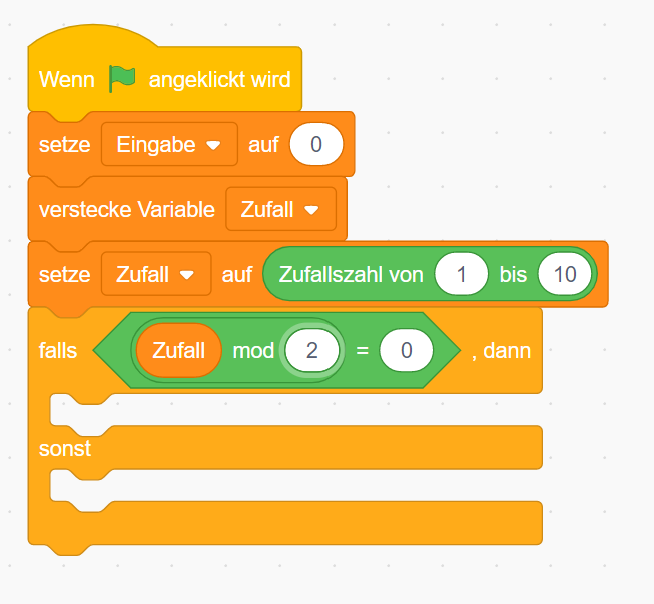 Wenn angeklickt wird
setze Eingabe auf 0
verstecke Variable Zufall
setze Zufall auf Zufallszahl von 1 bis 10
falls Zufall mod 2 = 0 , dann
sonst